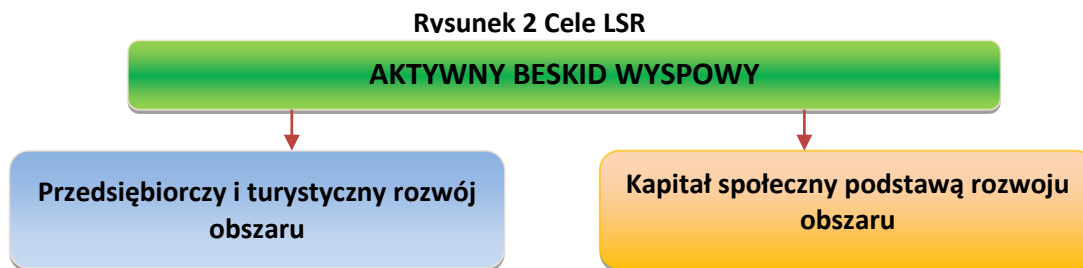 Rysunek 2 Cele LSR
AKTYWNY BESKID WYSPOWY
Przedsiębiorczy i turystyczny rozwój
obszaru
Kapitał społeczny podstawą rozwoju
obszaru